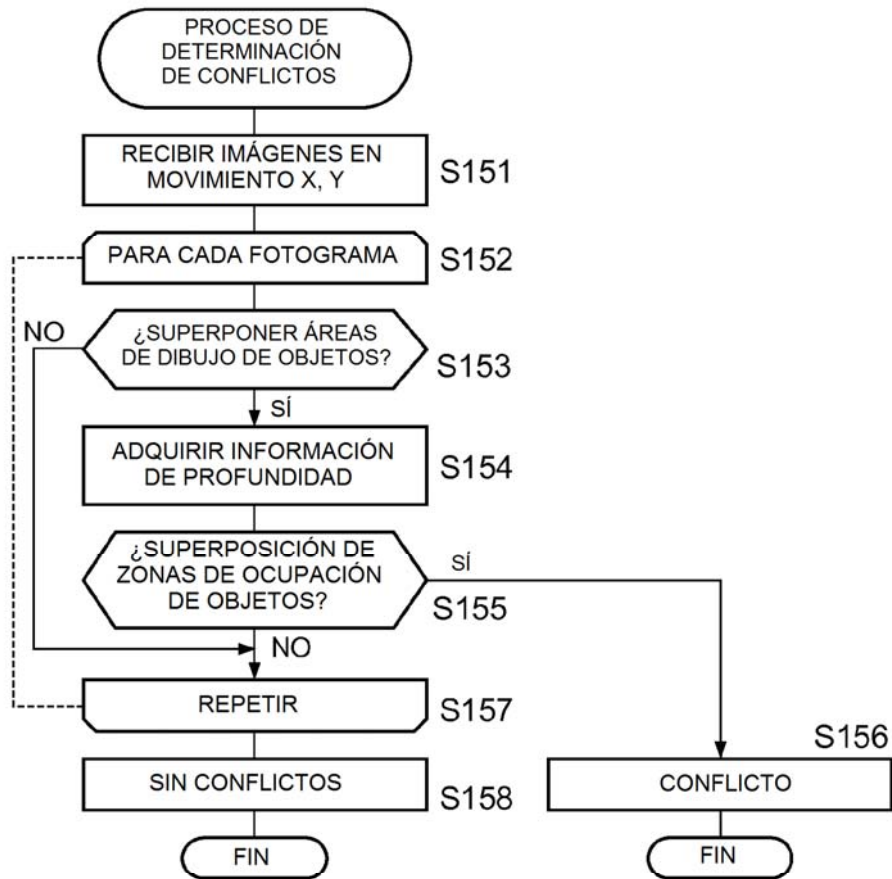 PROCESO DE
DETERMINACIÓN
DE CONFLICTOS
RECIBIR IMÁGENES EN
MOVIMIENTO X, Y
S151
PARA CADA FOTOGRAMA
S152
NO
¿SUPERPONER ÁREAS
DE DIBUJO DE OBJETOS?
S153
SÍ
ADQUIRIR INFORMACIÓN
DE PROFUNDIDAD
S154
¿SUPERPOSICIÓN DE
ZONAS DE OCUPACIÓN
DE OBJETOS?
SÍ
S155
NO
REPETIR
S157
S156
SIN CONFLICTOS
S158
CONFLICTO
FIN
FIN